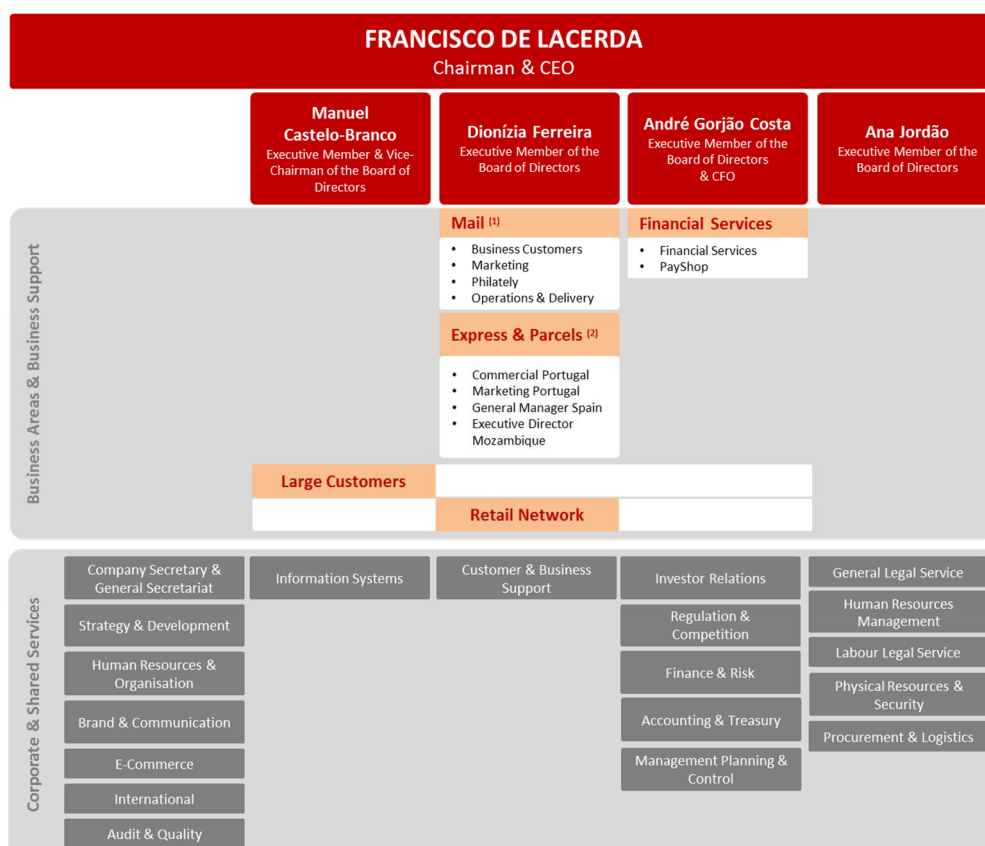 FRANCISCO DE LACERDA
Chairman & CEO
Manuel
Castelo-Branco
Executive Member & Vice-
Chairman of the Board of
Directors
Dionízia Ferreira
Executive Member of the
Board of Directors
André Gorjão Costa
Executive Member of the
Board of Directors
& CFO
Ana Jordão
Executive Member of the
Board of Directors
Business Areas & Business Support
Mail (1)
• Business Customers
• Marketing
• Philately
• Operations & Delivery
Financial Services
• Financial Services
• PayShop
Express & Parcels (2)
• Commercial Portugal
• Marketing Portugal
• General Manager Spain
• Executive Director
Mozambique
Large Customers
Retail Network
Corporate & Shared Services
Company Secretary &
General Secretariat
Strategy & Development
Human Resources &
Organisation
Brand & Communication
E-Commerce
International
Audit & Quality
Information Systems
Customer & Business
Support
Investor Relations
Regulation &
Competition
Finance & Risk
Accounting & Treasury
Management Planning &
Control
General Legal Service
Human Resources
Management
Labour Legal Service
Physical Resources &
Security
Procurement & Logistics